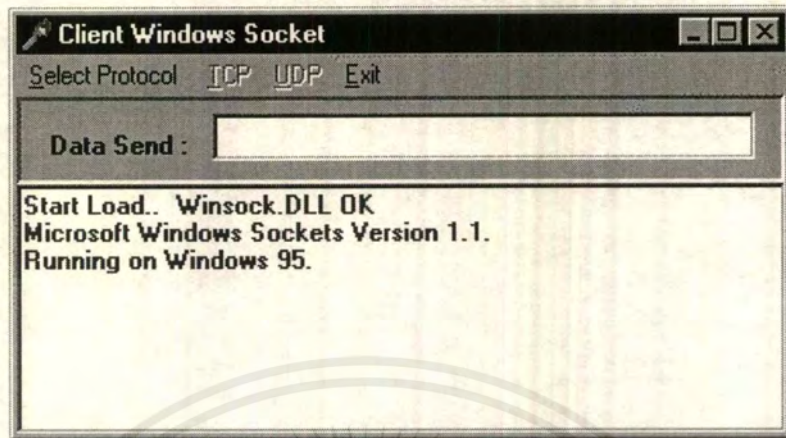 Client Windows Socket
Select Protocol TCP UDP Exit
Data Send :
Start Load.. Winsock.DLL OK
Microsoft Windows Sockets Version 1.1.
Running on Windows 95.